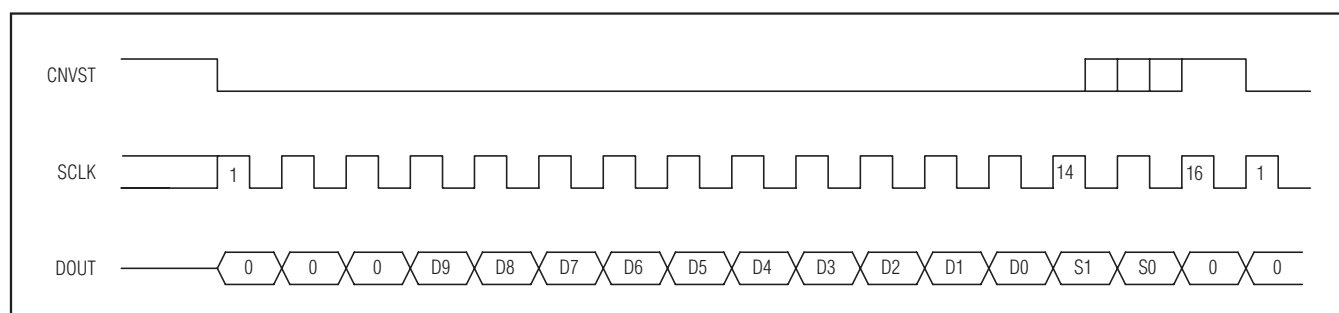 CNVST
SCLK 1 14 16 1
DOUT 0 0 0 D9 D8 D7 D6 D5 D4 D3 D2 D1 D0 S1 S0 0 0